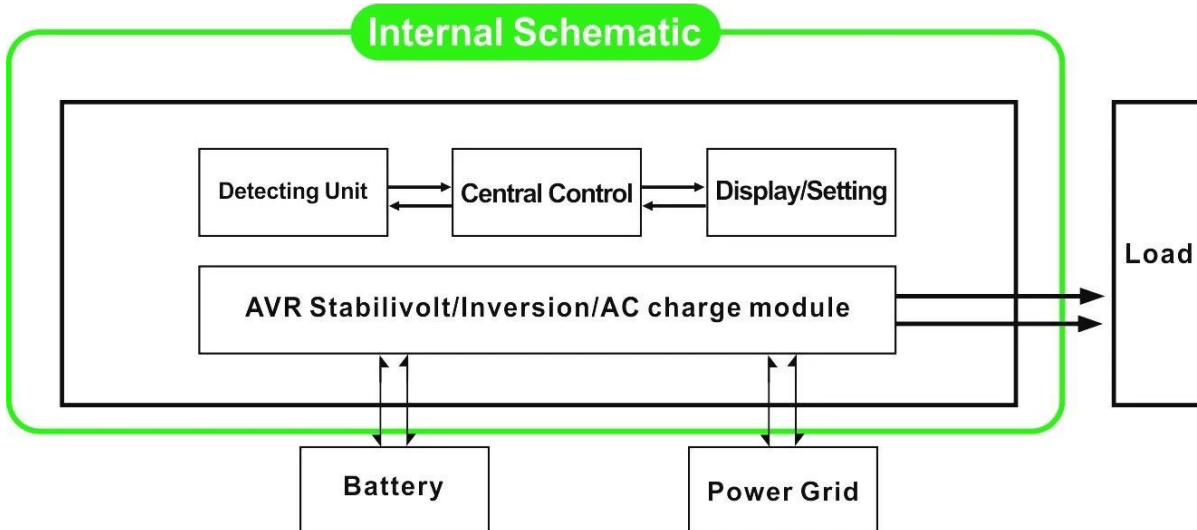 Internal Schematic
Detecting Unit
Central Control
Display/Setting
Load
AVR Stabilivolt/Inversion/AC charge module
Battery
Power Grid